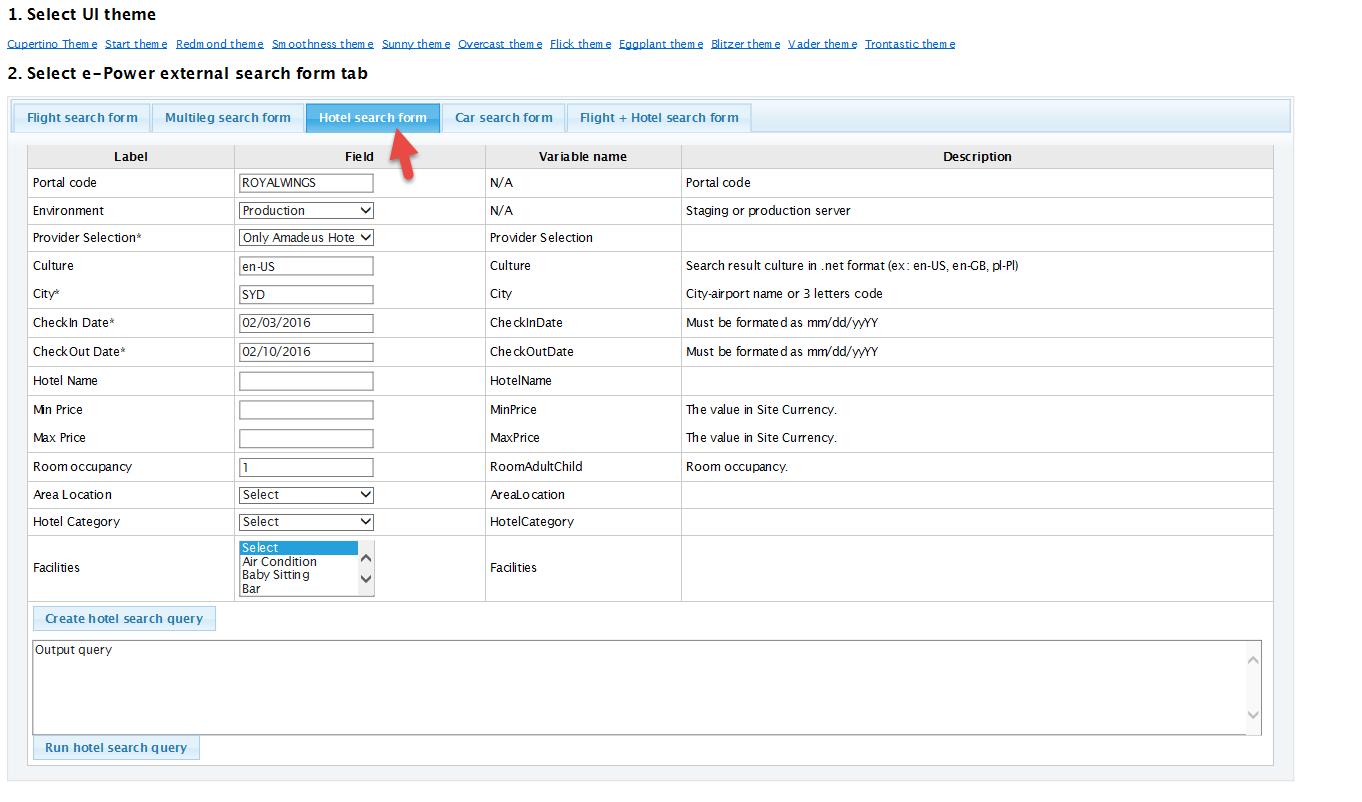 1. Select UI theme
Cupertino Theme Start theme Redmond theme Smoothness theme Sunny theme Overcast theme Flick theme Eggplant theme Blitzer theme Vader theme Trontastic theme
2. Select e-Power external search form tab
Flight search form Multileg search form Hotel search form Car search form Flight + Hotel search form
Label Field Variable name Description
Portal code ROYALWINGS N/A Portal code
Environment Production N/A Staging or production server
Provider Selection* Only Amadeus Hote Provider Selection
Culture en-US Culture Search result culture in .net format (ex: en-US, en-GB, pl-Pl)
City* SYD City City-airport name or 3 letters code
CheckIn Date* 02/03/2016 CheckInDate Must be formated as mm/dd/yyYY
CheckOut Date* 02/10/2016 CheckOutDate Must be formated as mm/dd/yyYY
Hotel Name HotelName
Min Price MinPrice The value in Site Currency.
Max Price MaxPrice The value in Site Currency.
Room occupancy 1 RoomAdultChild Room occupancy.
Area Location Select AreaLocation
Hotel Category Select HotelCategory
Facilities Select Facilities
Air Condition
Baby Sitting
Bar
Create hotel search query
Output query
Run hotel search query